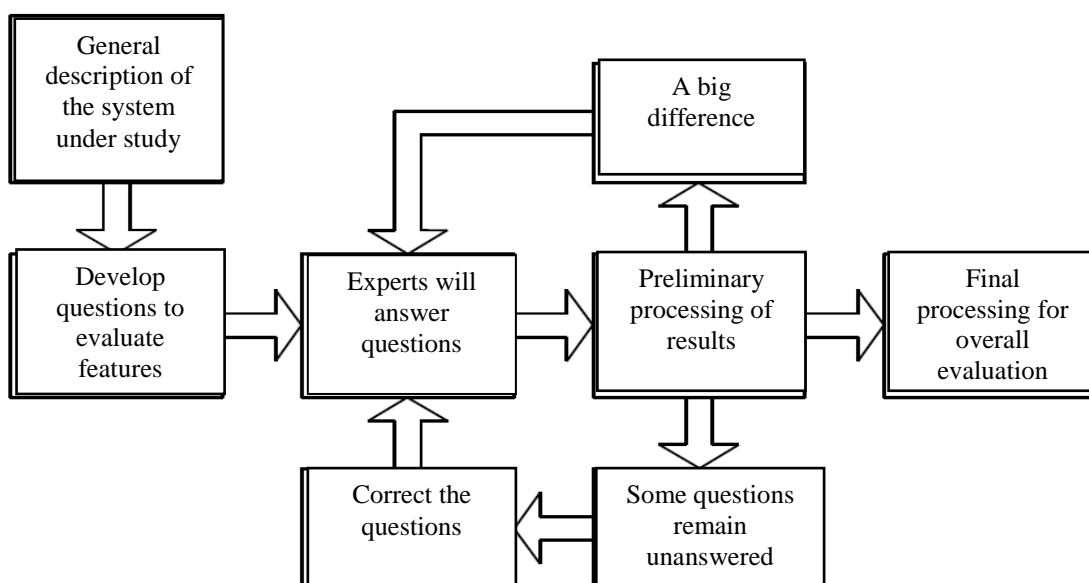 General
description of
the system
under study
A big
difference
Develop
questions to
evaluate
features
Experts will
answer
questions
Preliminary
processing of
results
Final
processing for
overall
evaluation
Correct the
questions
Some questions
remain
unanswered